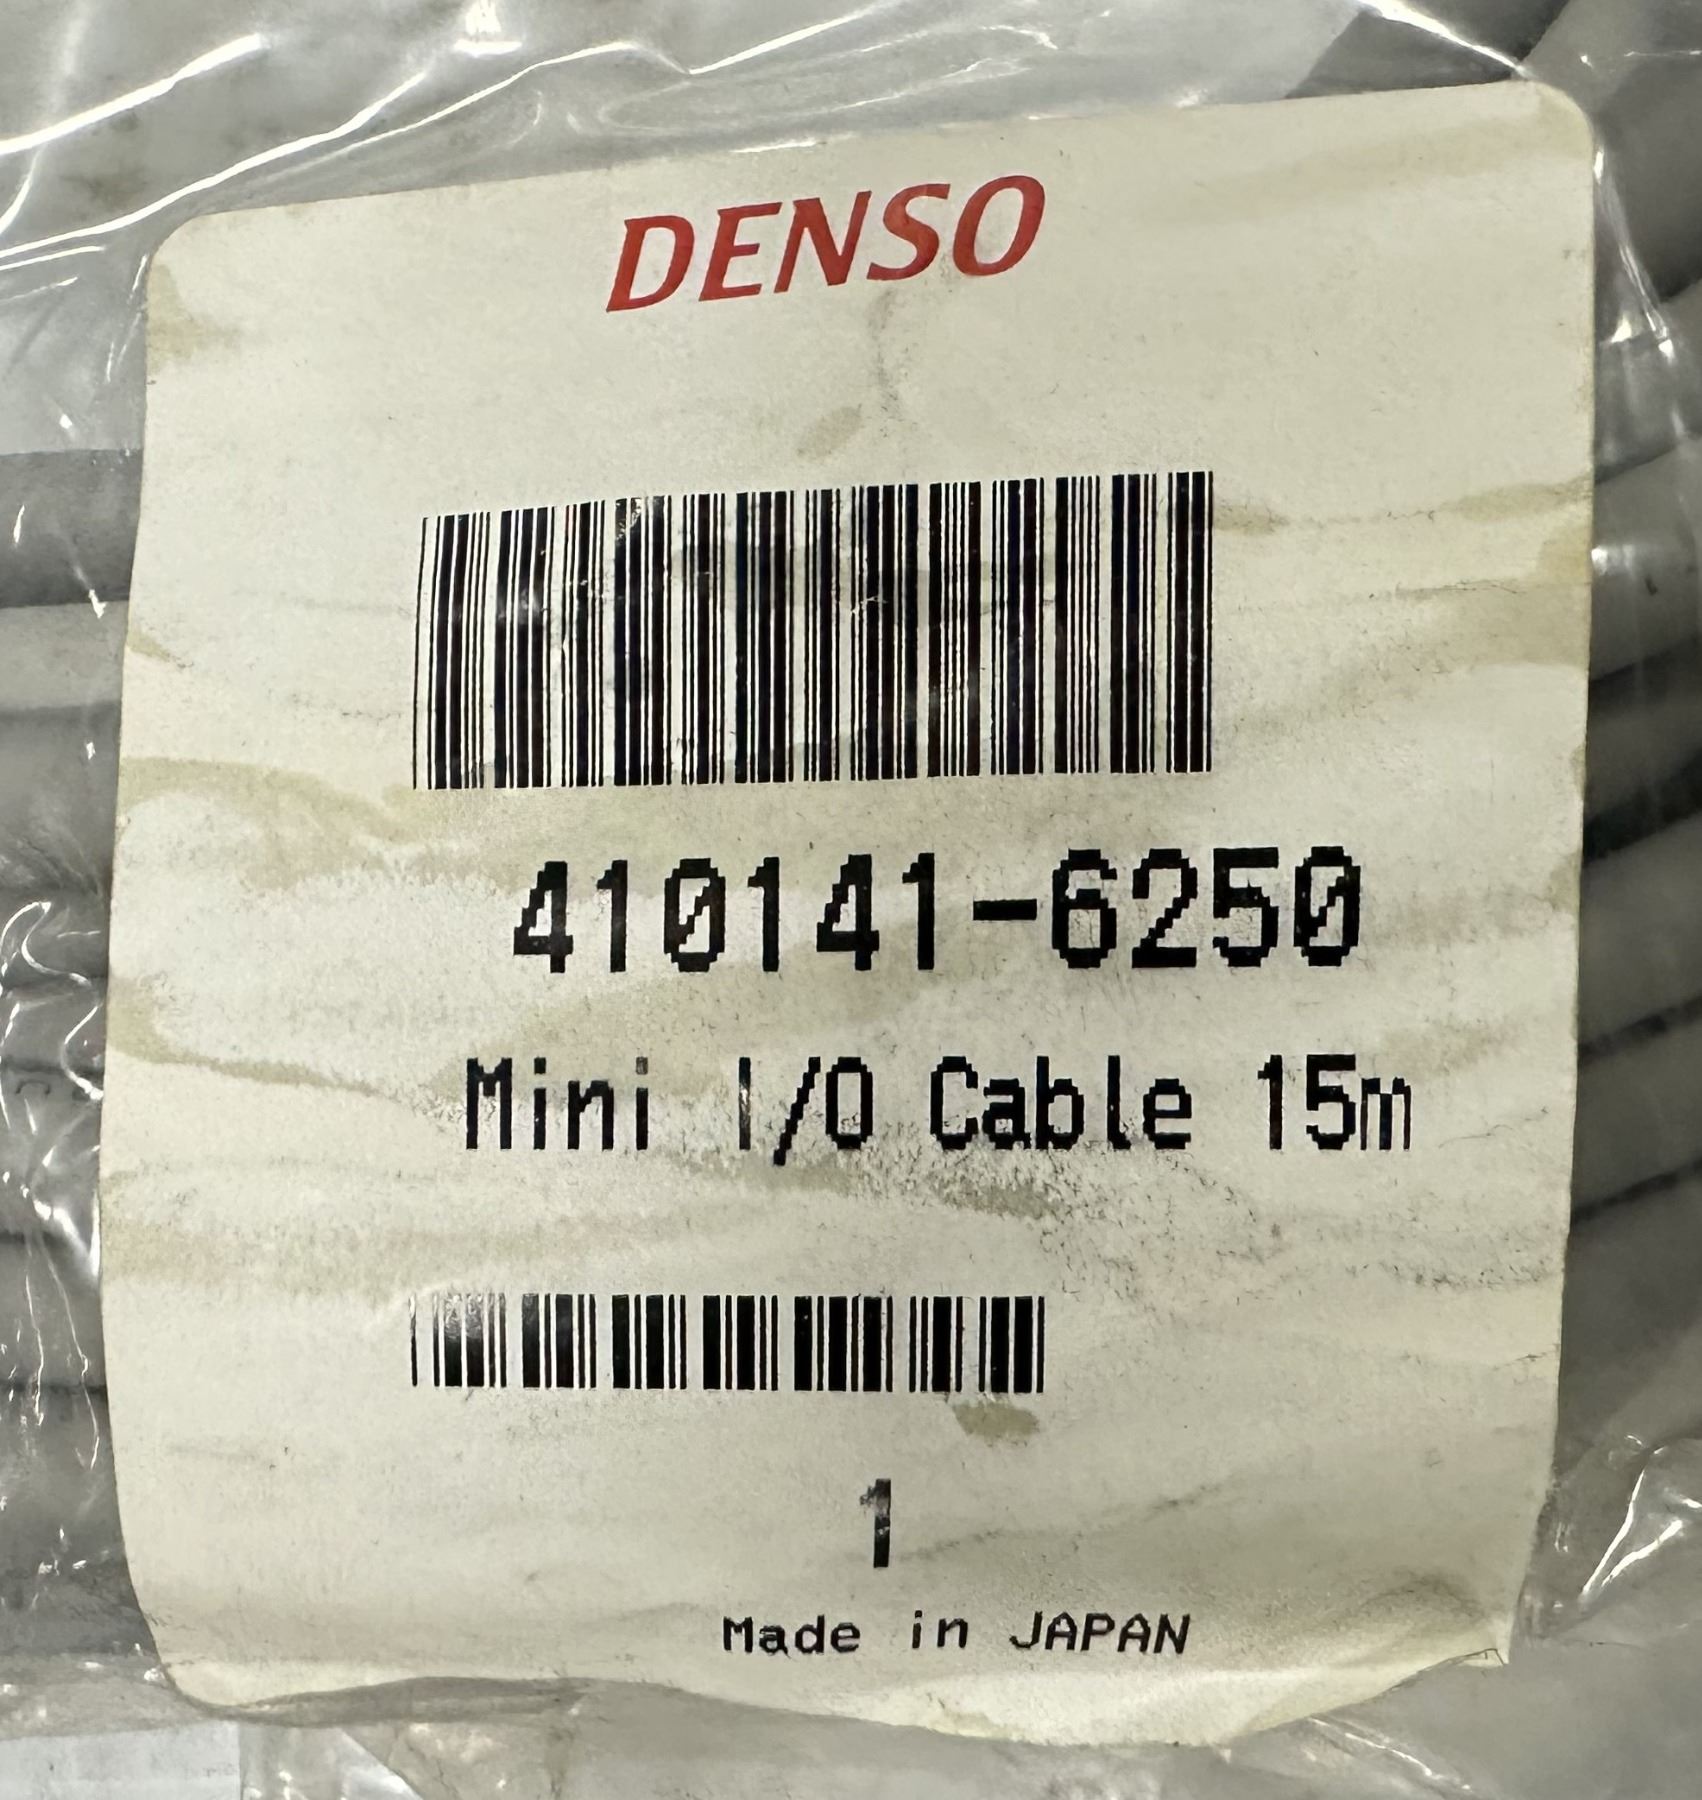 DENSO
410141-6250
Mini I/O Cable 15m
1
Made in JAPAN